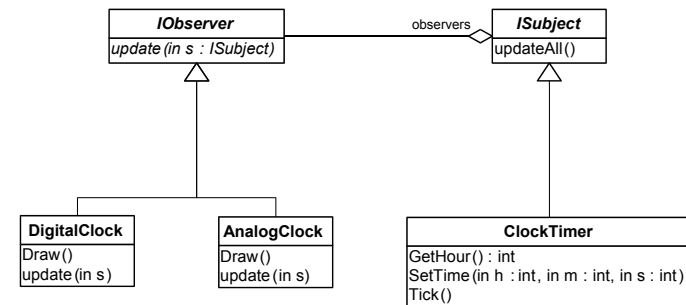 IObserver
update(in s : ISubject)
observers
ISubject
updateAll()
DigitalClock
Draw()
update(in s)
AnalogClock
Draw()
update(in s)
ClockTimer
GetHour() : int
SetTime(in h : int, in m : int, in s : int)
Tick()